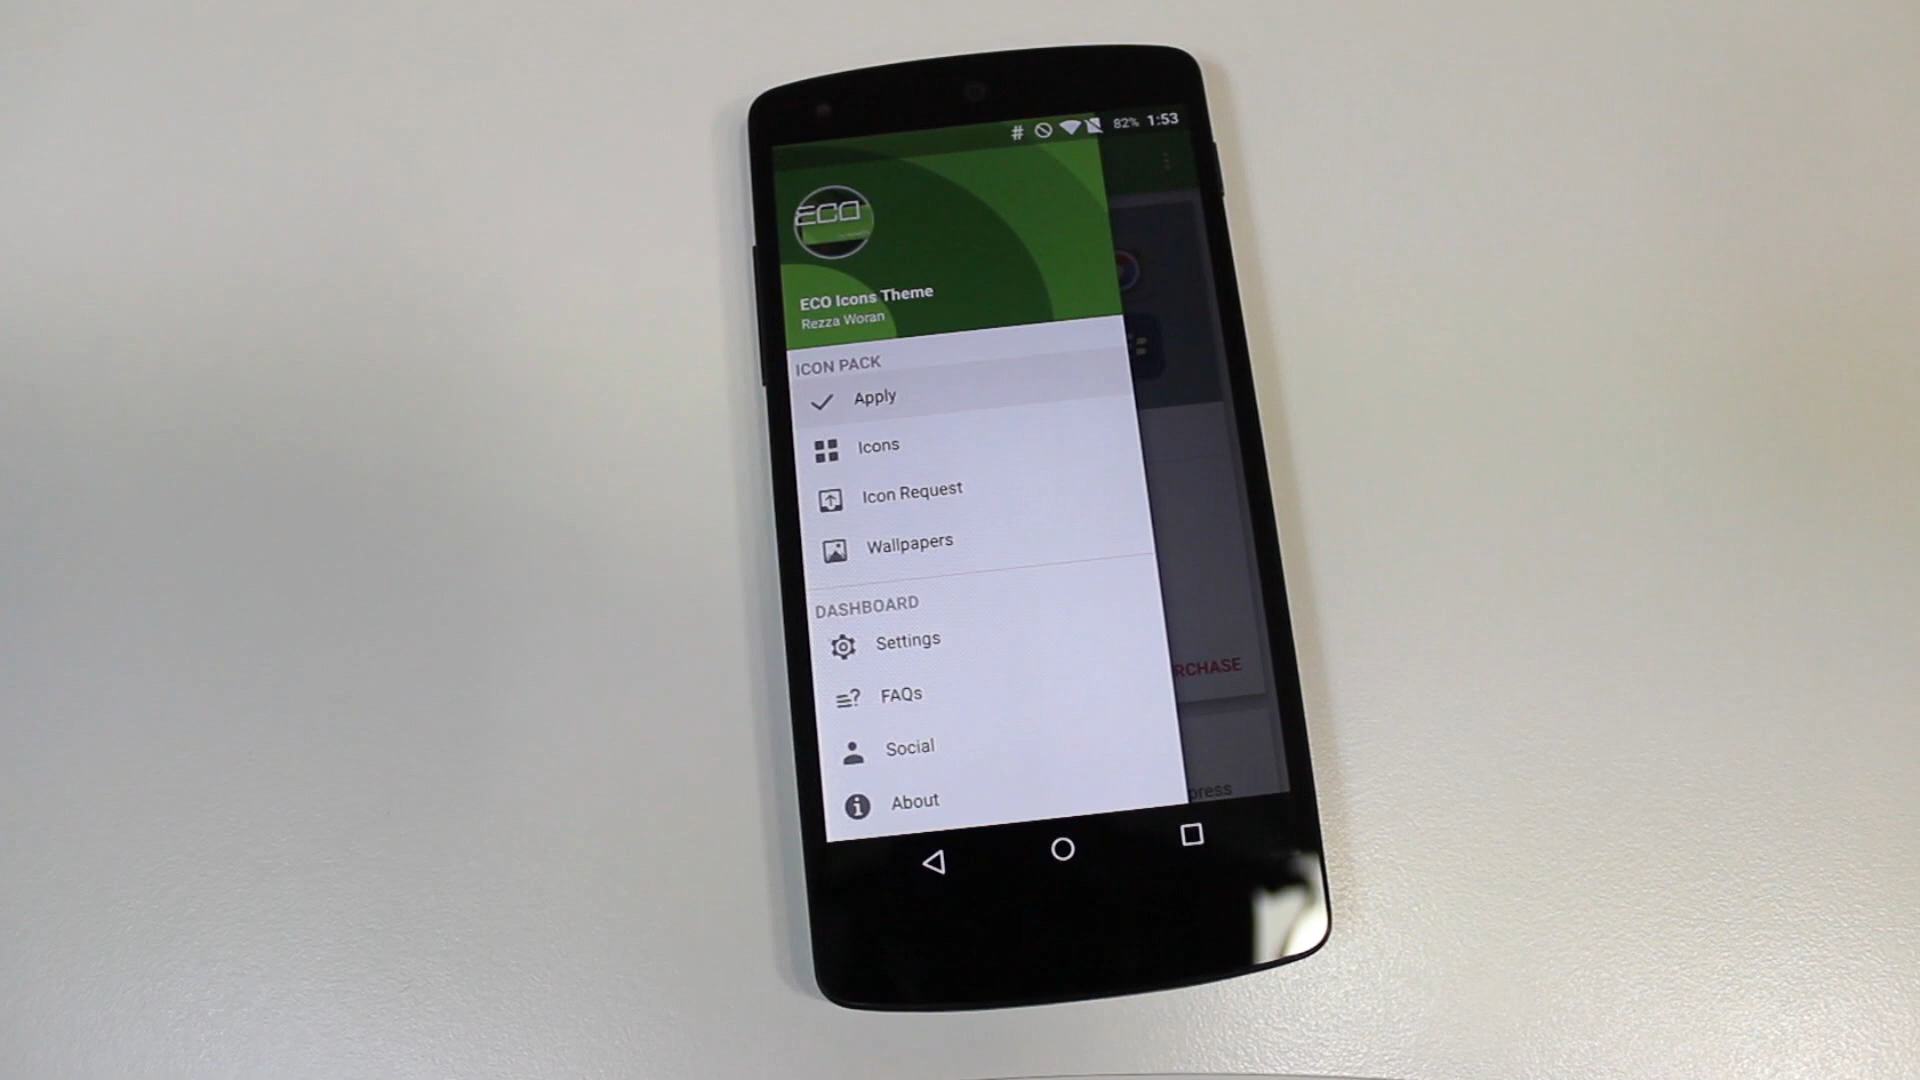 # 82% 1:53
ECO
ECO Icons Theme
Rezza Woran
ICON PACK
Apply
Icons
Icon Request
Wallpapers
DASHBOARD
Settings
RCHASE
FAQs
Social
press
About